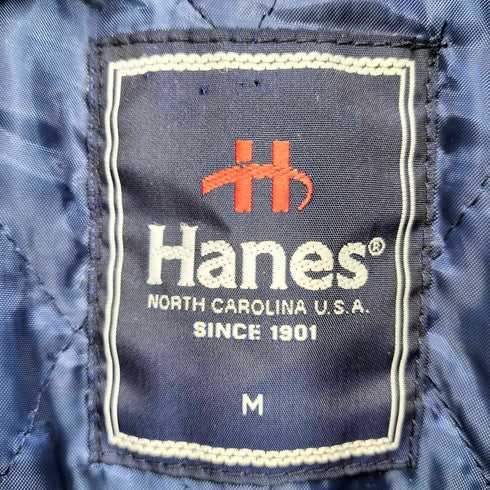 H
Hanes®
NORTH CAROLINA U.S.A.
SINCE 1901
M